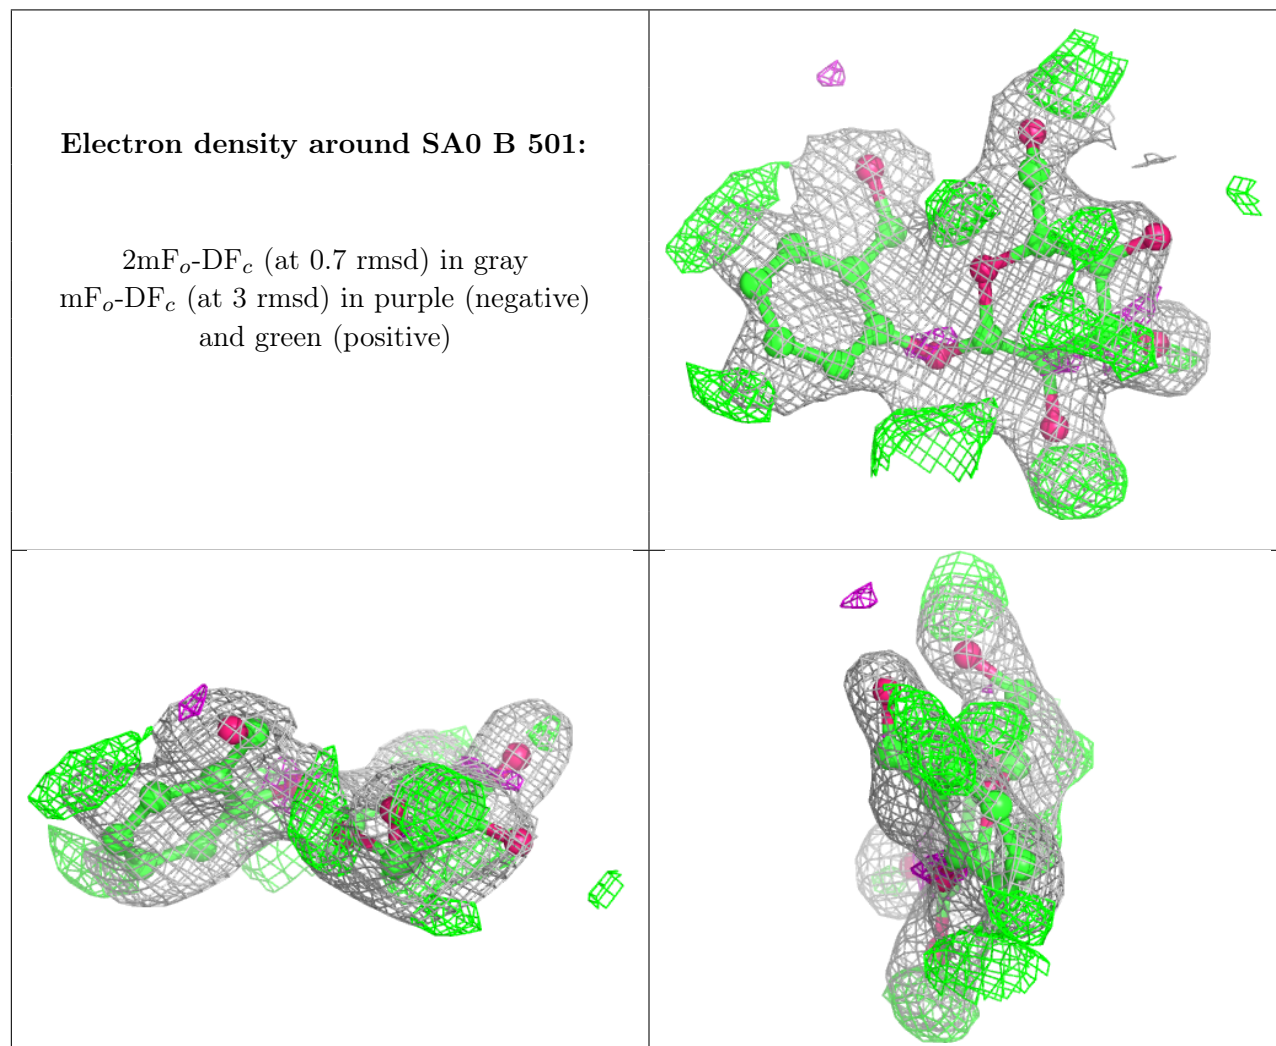 Electron density around SA0 B 501:
2mFo-DFc (at 0.7 rmsd) in gray
mFo-DFc (at 3 rmsd) in purple (negative)
and green (positive)